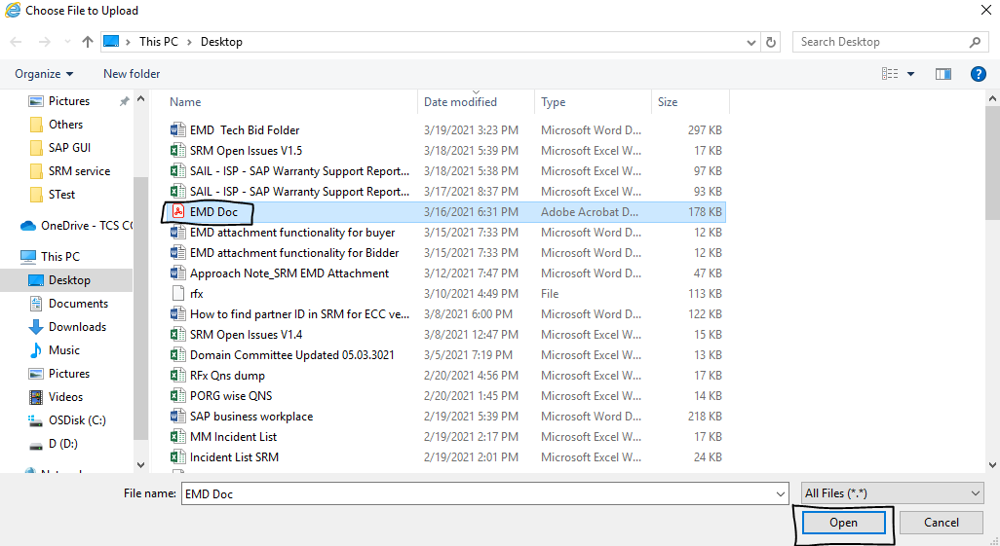 Choose File to Upload
This PC > Desktop
Search Desktop
Organize
New folder
Name Date modified Type Size
Pictures
Others
SAP GUI
SRM service
STest
OneDrive - TCS CO
This PC
Desktop
Documents
Downloads
Music
Pictures
Videos
OSDisk (C:)
D (D:)
EMD  Tech Bid Folder 3/19/2021 3:23 PM Microsoft Word D... 297 KB
SRM Open Issues V1.5 3/18/2021 5:39 PM Microsoft Excel W... 17 KB
SAIL - ISP - SAP Warranty Support Report... 3/18/2021 5:38 PM Microsoft Excel W... 97 KB
SAIL - ISP - SAP Warranty Support Report... 3/17/2021 8:37 PM Microsoft Excel W... 93 KB
EMD Doc 3/16/2021 6:31 PM Adobe Acrobat D... 178 KB
EMD attachment functionality for buyer 3/15/2021 7:33 PM Microsoft Word D... 12 KB
EMD attachment functionality for Bidder 3/15/2021 7:33 PM Microsoft Word D... 12 KB
Approach Note_SRM EMD Attachment 3/12/2021 7:47 PM Microsoft Word D... 47 KB
rfx 3/10/2021 4:49 PM File 113 KB
How to find partner ID in SRM for ECC ve... 3/8/2021 6:00 PM Microsoft Word D... 122 KB
SRM Open Issues V1.4 3/8/2021 12:47 PM Microsoft Excel W... 15 KB
Domain Committee Updated 05.03.3021 3/5/2021 7:19 PM Microsoft Excel W... 13 KB
RFx Qns dump 2/20/2021 4:56 PM Microsoft Excel W... 17 KB
PORG wise QNS 2/20/2021 1:45 PM Microsoft Excel W... 14 KB
SAP business workplace 2/19/2021 5:39 PM Microsoft Word D... 218 KB
MM Incident List 2/19/2021 2:17 PM Microsoft Excel W... 17 KB
Incident List SRM 2/19/2021 2:01 PM Microsoft Excel W... 24 KB
File name: EMD Doc
All Files (*.*)
Open
Cancel